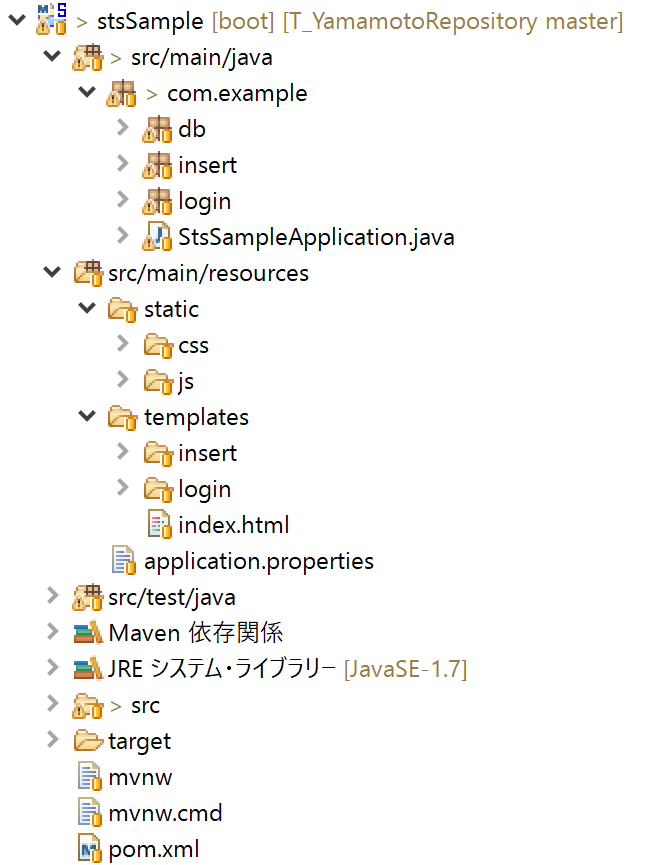 > stsSample [boot] [T_YamamotoRepository master]
> src/main/java
> com.example
db
insert
login
StsSampleApplication.java
src/main/resources
static
css
js
templates
insert
login
index.html
application.properties
src/test/java
Maven 依存関係
JRE システム・ライブラリー [JavaSE-1.7]
> src
target
mvnw
mvnw.cmd
pom.xml